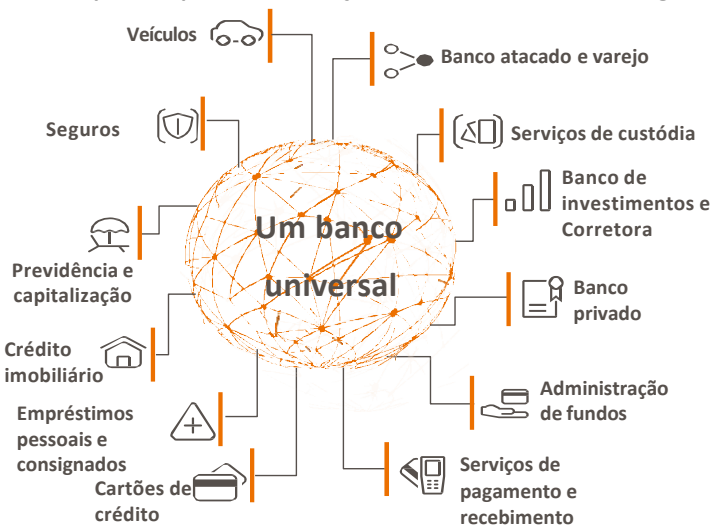 Veículos
Banco atacado e varejo
Seguros
Serviços de custódia
Banco de
investimentos e
Corretora
Um banco
universal
Previdência e
capitalização
Banco
privado
Crédito
imobiliário
Administração
de fundos
Empréstimos
pessoais e
consignados
Cartões de
crédito
Serviços de
pagamento e
recebimento